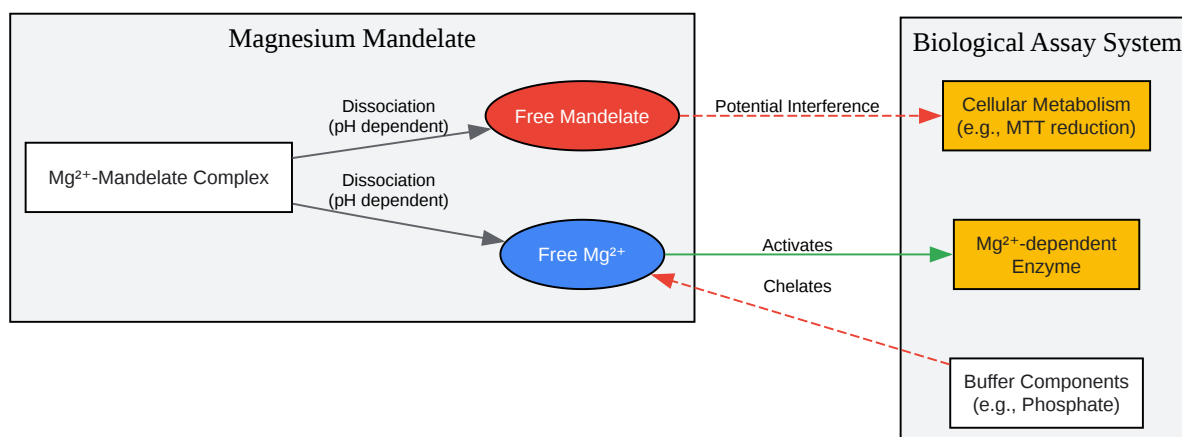 Magnesium Mandelate
Biological Assay System
Dissociation
(pH dependent)
Free Mandelate
Potential Interference
Cellular Metabolism
(e.g., MTT reduction)
Mg²⁺-Mandelate Complex
Dissociation
(pH dependent)
Free Mg²⁺
Activates
Mg²⁺-dependent
Enzyme
Chelates
Buffer Components
(e.g., Phosphate)